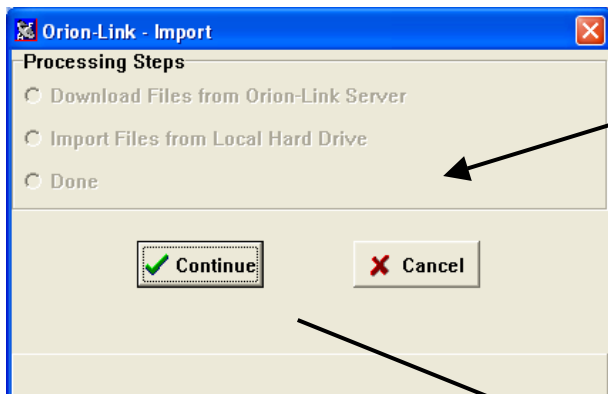 Orion-Link - Import
Processing Steps
Download Files from Orion-Link Server
Import Files from Local Hard Drive
Done
Continue
Cancel